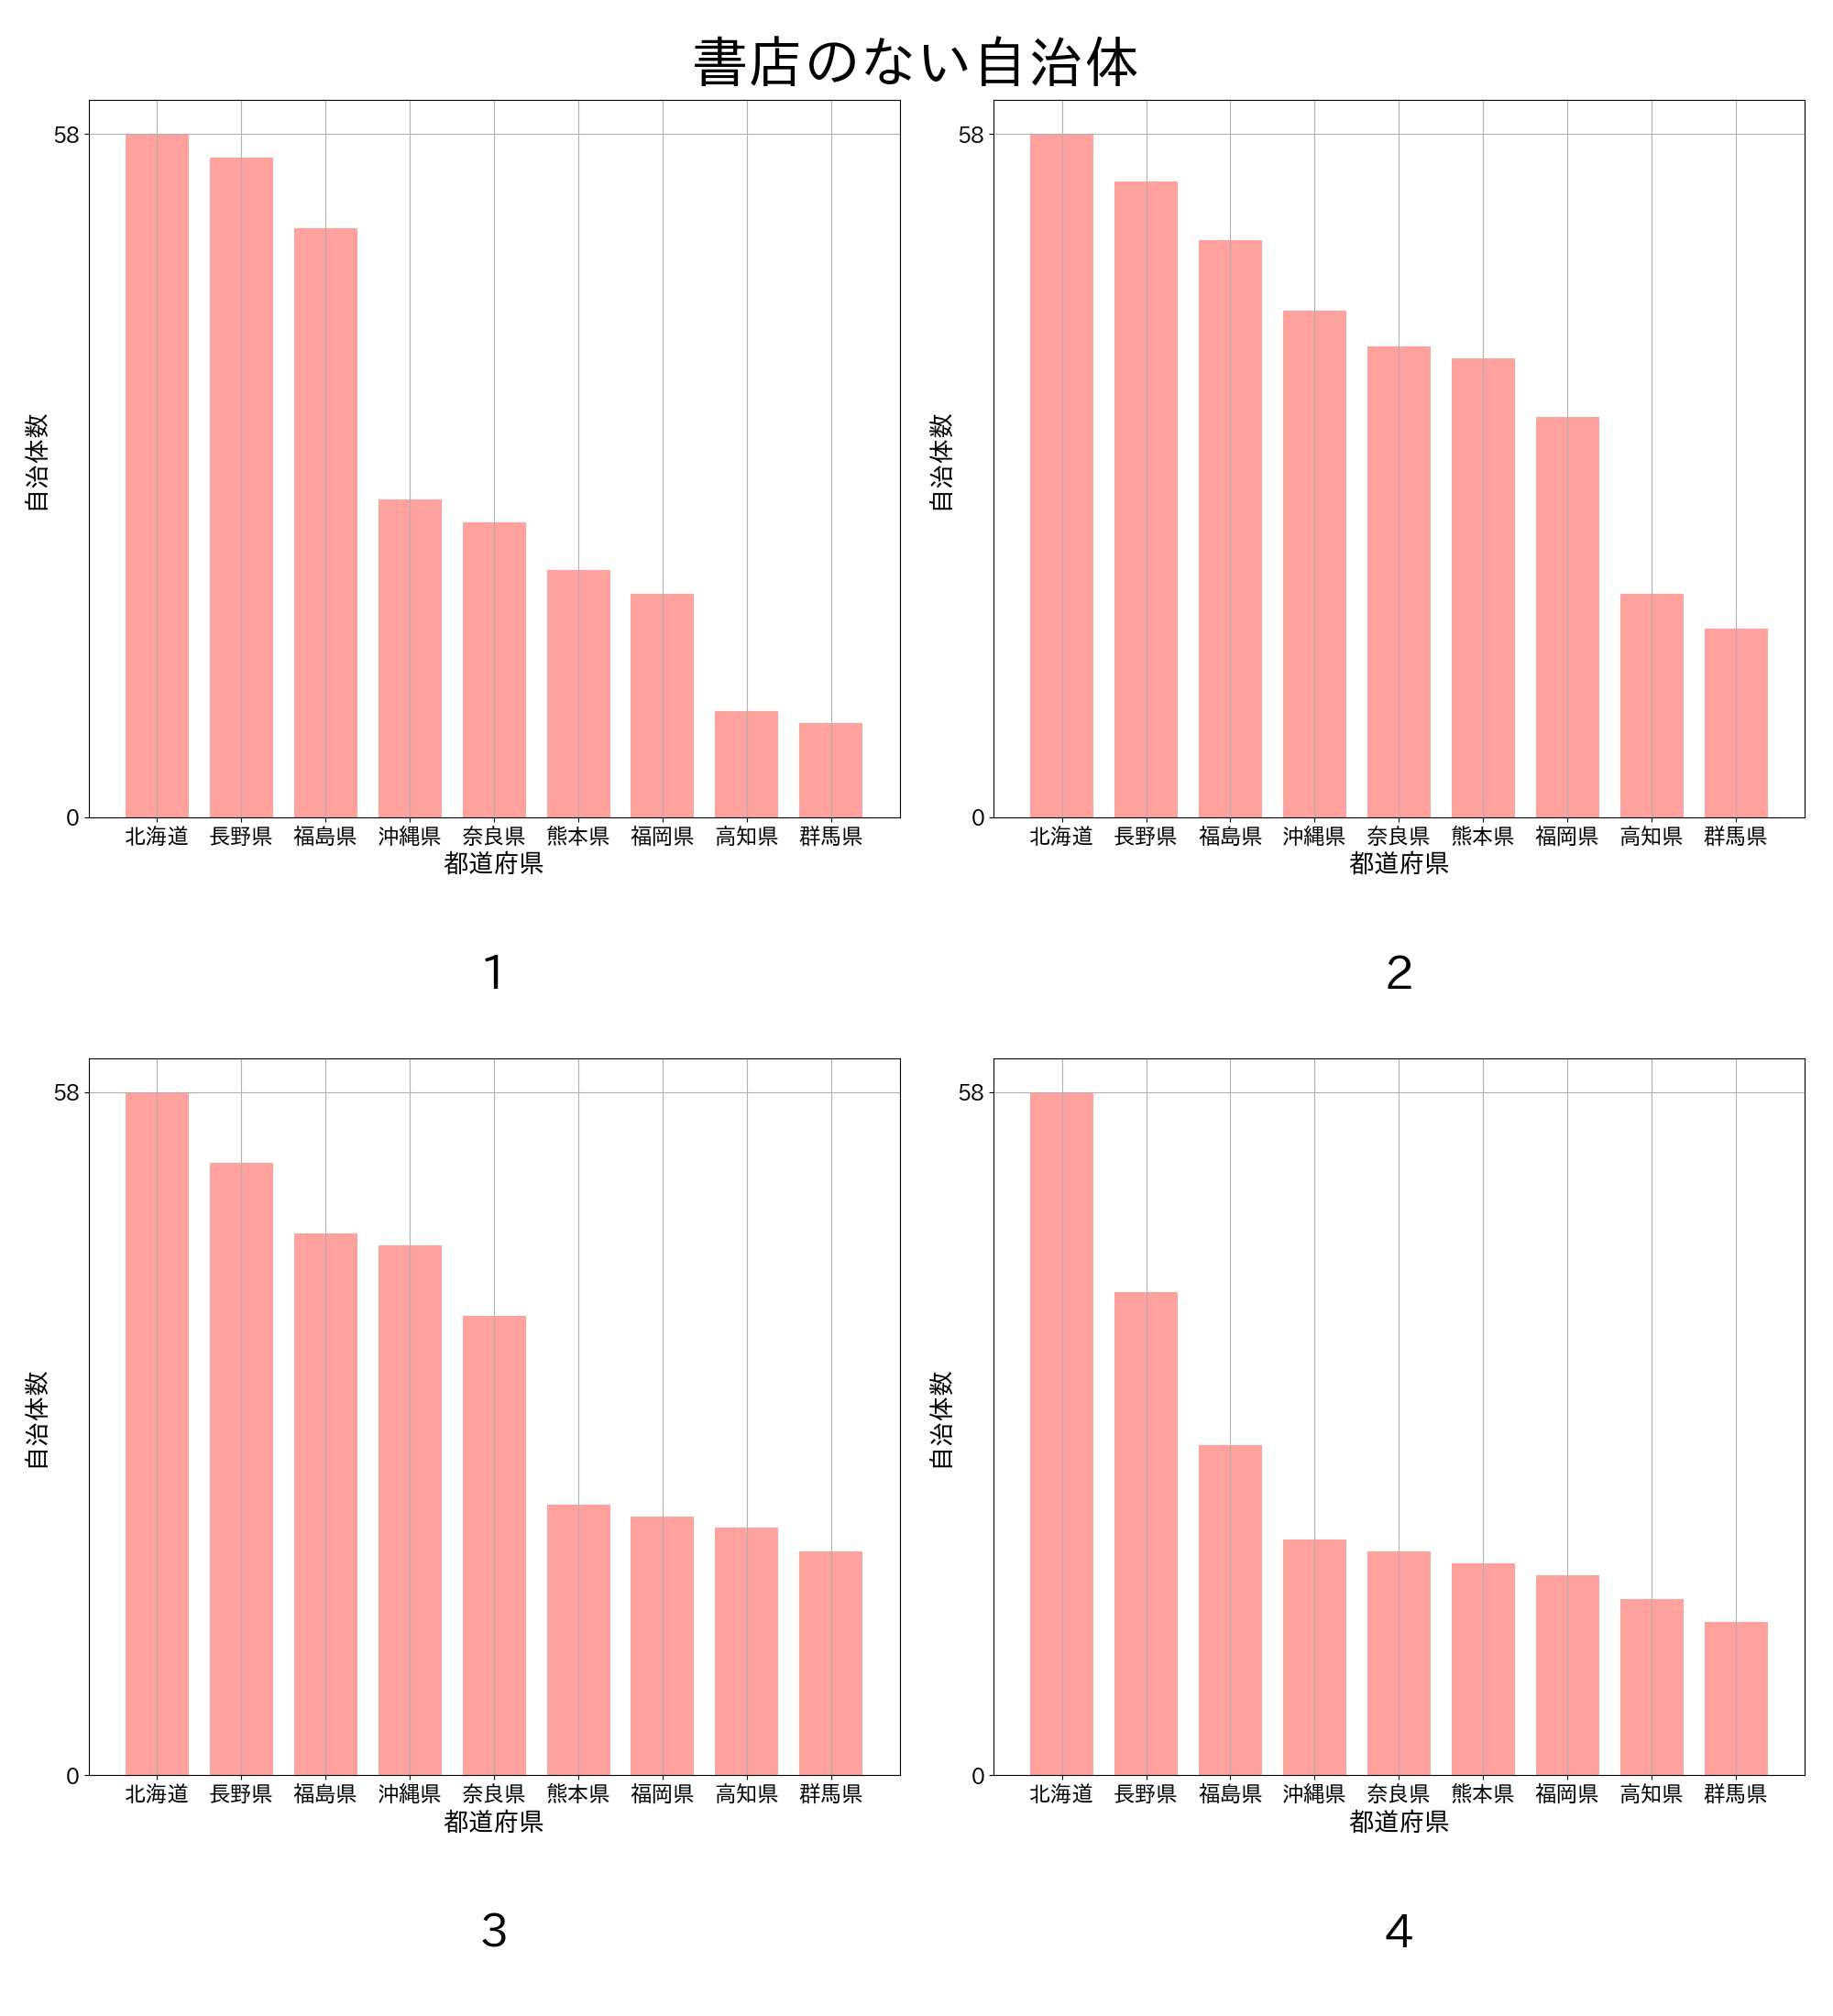 書店のない自治体
58
0
自治体数
北海道 長野県 福島県 沖縄県 奈良県 熊本県 福岡県 高知県 群馬県
都道府県
1
58
0
自治体数
北海道 長野県 福島県 沖縄県 奈良県 熊本県 福岡県 高知県 群馬県
都道府県
2
58
0
自治体数
北海道 長野県 福島県 沖縄県 奈良県 熊本県 福岡県 高知県 群馬県
都道府県
3
58
0
自治体数
北海道 長野県 福島県 沖縄県 奈良県 熊本県 福岡県 高知県 群馬県
都道府県
4